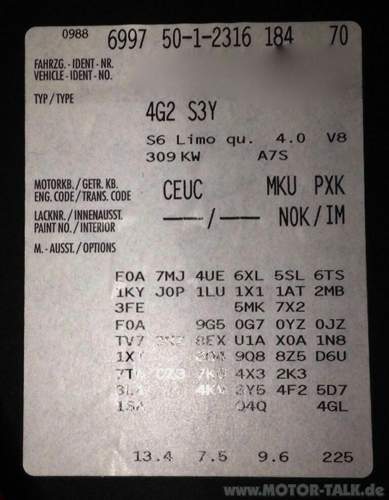 0988 6997 50-1-2316 184 70
FAHRZG. - IDENT - NR.
VEHICLE - IDENT - NO.
TYP / TYPE
4G2 S3Y
S6 Limo qu. 4.0 V8
309 KW A7S
MOTORKB. / GETR. KB. CEUC MKU PXK
ENG. CODE / TRANS. CODE
LACKNR. / INNENAUSST. ——/—— NOK / IM
PAINT NO. / INTERIOR
M. - AUSST. / OPTIONS
E0A 7MJ 4UE 6XL 5SL 6TS
1KY J0P 1LU 1X1 1AT 2MB
3FE 5MK 7X2
F0A 9G5 0G7 0YZ 0JZ
TV7 8EX U1A X0A 1N8
9Q8 8Z5 D6U
4X3 2K3
3Y5 4F2 5D7
Q4Q 4GL
13.4 7.5 9.6 225
www.MOTOR-TALK.de